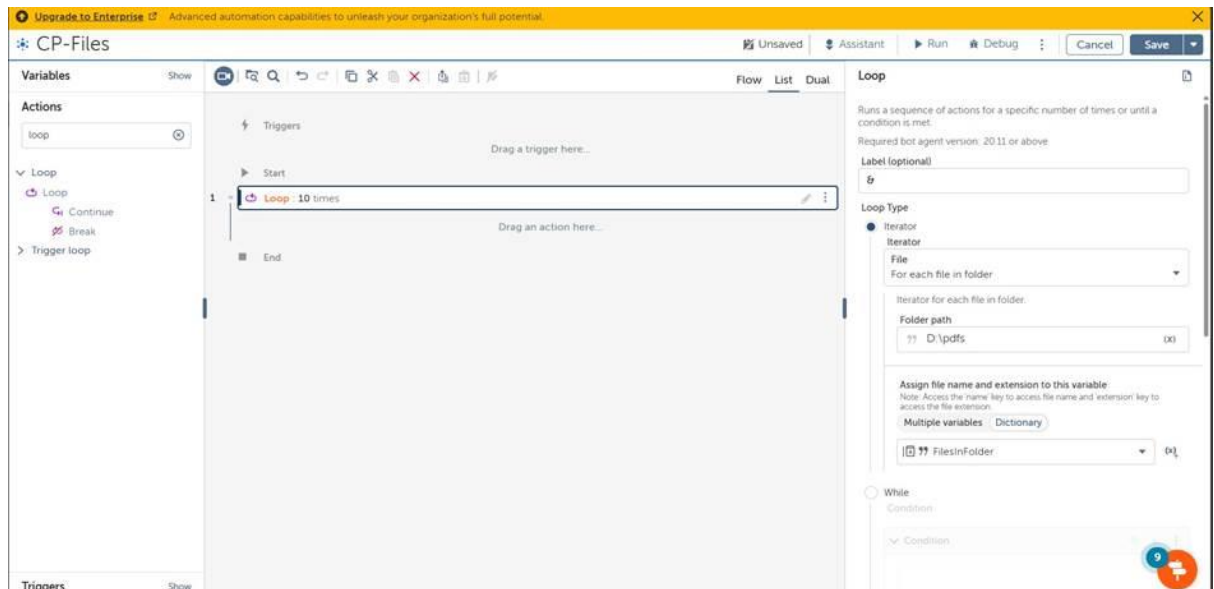 Upgrade to Enterprise Advanced automation capabilities to unleash your organization's full potential.
CP-Files
Unsaved Assistant Run Debug Cancel Save
Variables Show
Actions
loop
Loop
Loop
Continue
Break
Trigger loop
Triggers Show
Flow List Dual
Triggers
Drag a trigger here...
Start
1 Loop : 10 times
Drag an action here...
End
Loop
Runs a sequence of actions for a specific number of times or until a
condition is met.
Required bot agent version: 20.11 or above
Label (optional)
&
Loop Type
Iterator
Iterator
File
For each file in folder
Iterator for each file in folder.
Folder path
D:\pdfs (x)
Assign file name and extension to this variable
Note: Access the 'name' key to access file name and 'extension' key to
access the file extension
Multiple variables Dictionary
FilesInFolder (x)
While
Condition
Condition
9